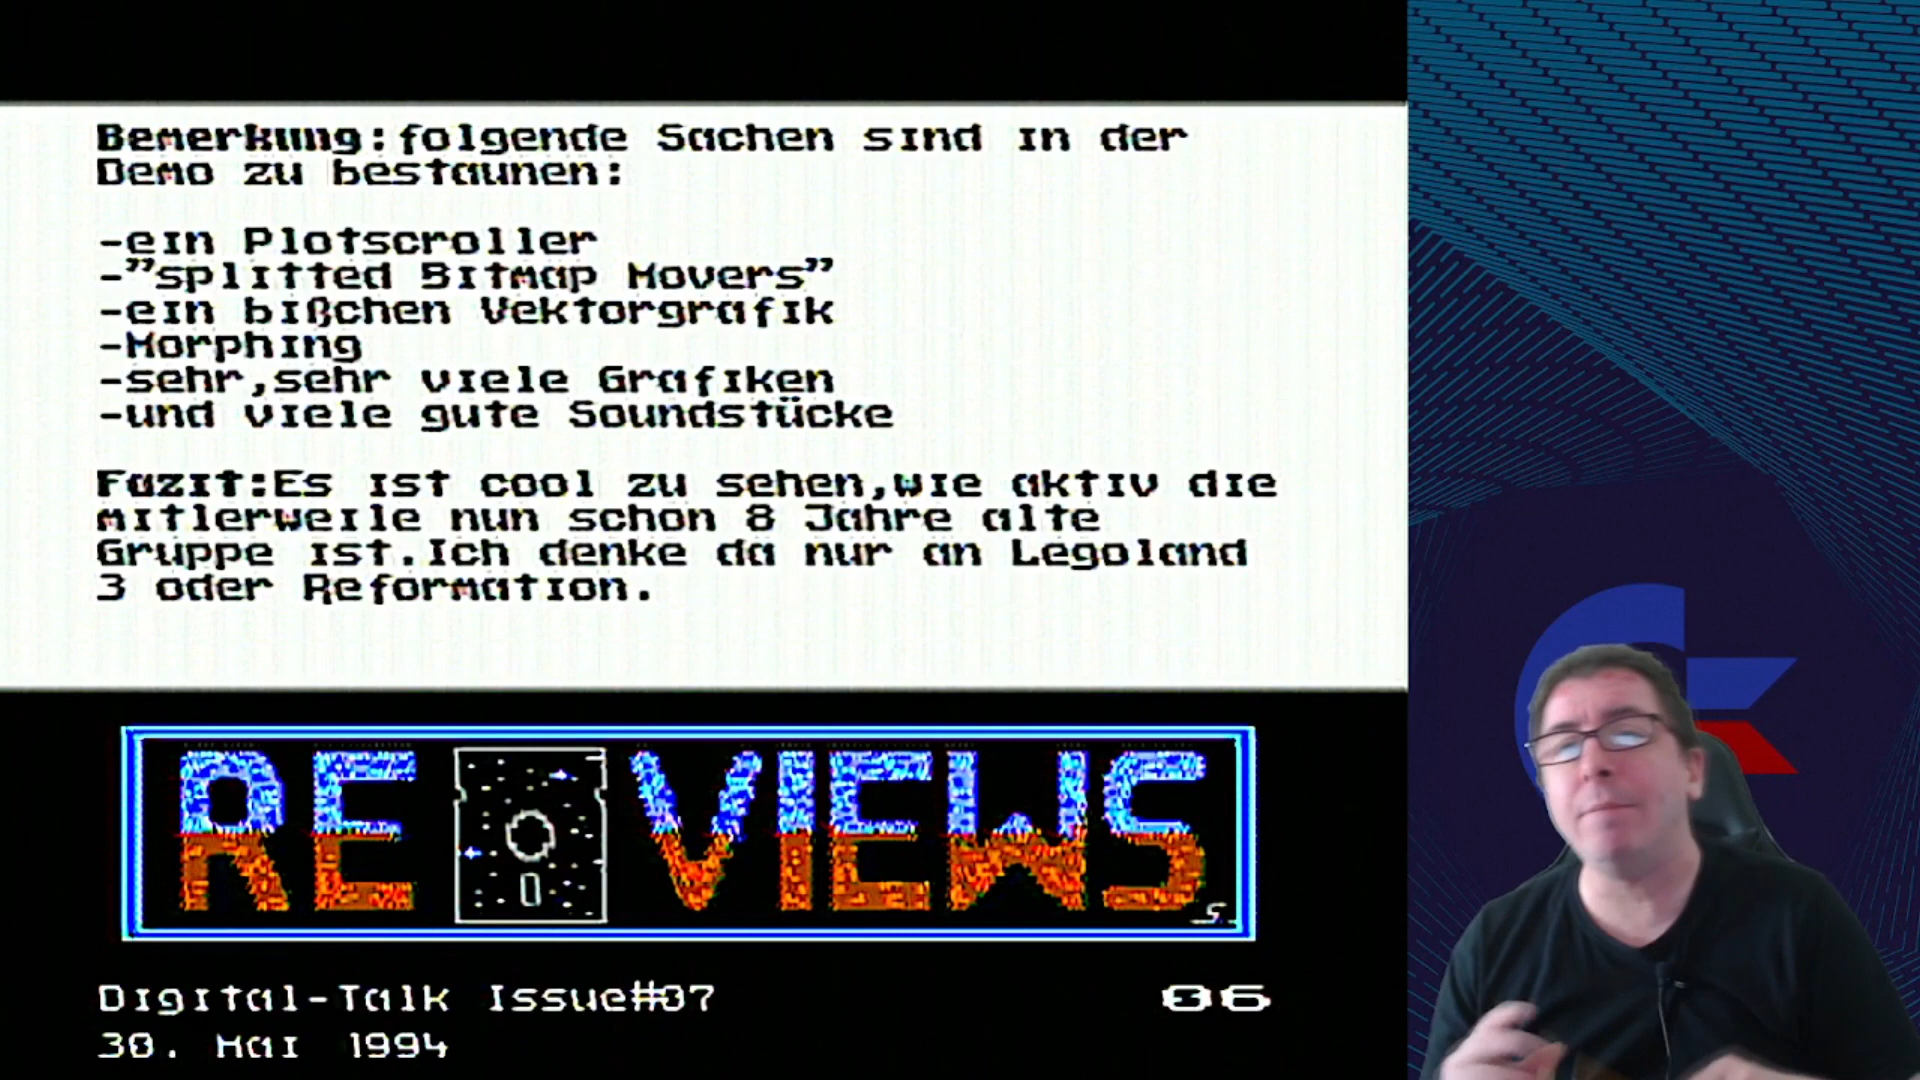 Bemerkung:folgende Sachen sind in der
Demo zu bestaunen:
-ein Plotscroller
-"splitted Bitmap Movers"
-ein bißchen Vektorgrafik
-Morphing
-sehr,sehr viele Grafiken
-und viele gute Soundstücke
Fazit:Es ist cool zu sehen,wie aktiv die
mitlerweile nun schon 8 Jahre alte
Gruppe ist.Ich denke da nur an Legoland
3 oder Reformation.
REVIEWS
Digital-Talk Issue#07 06
30. Mai 1994